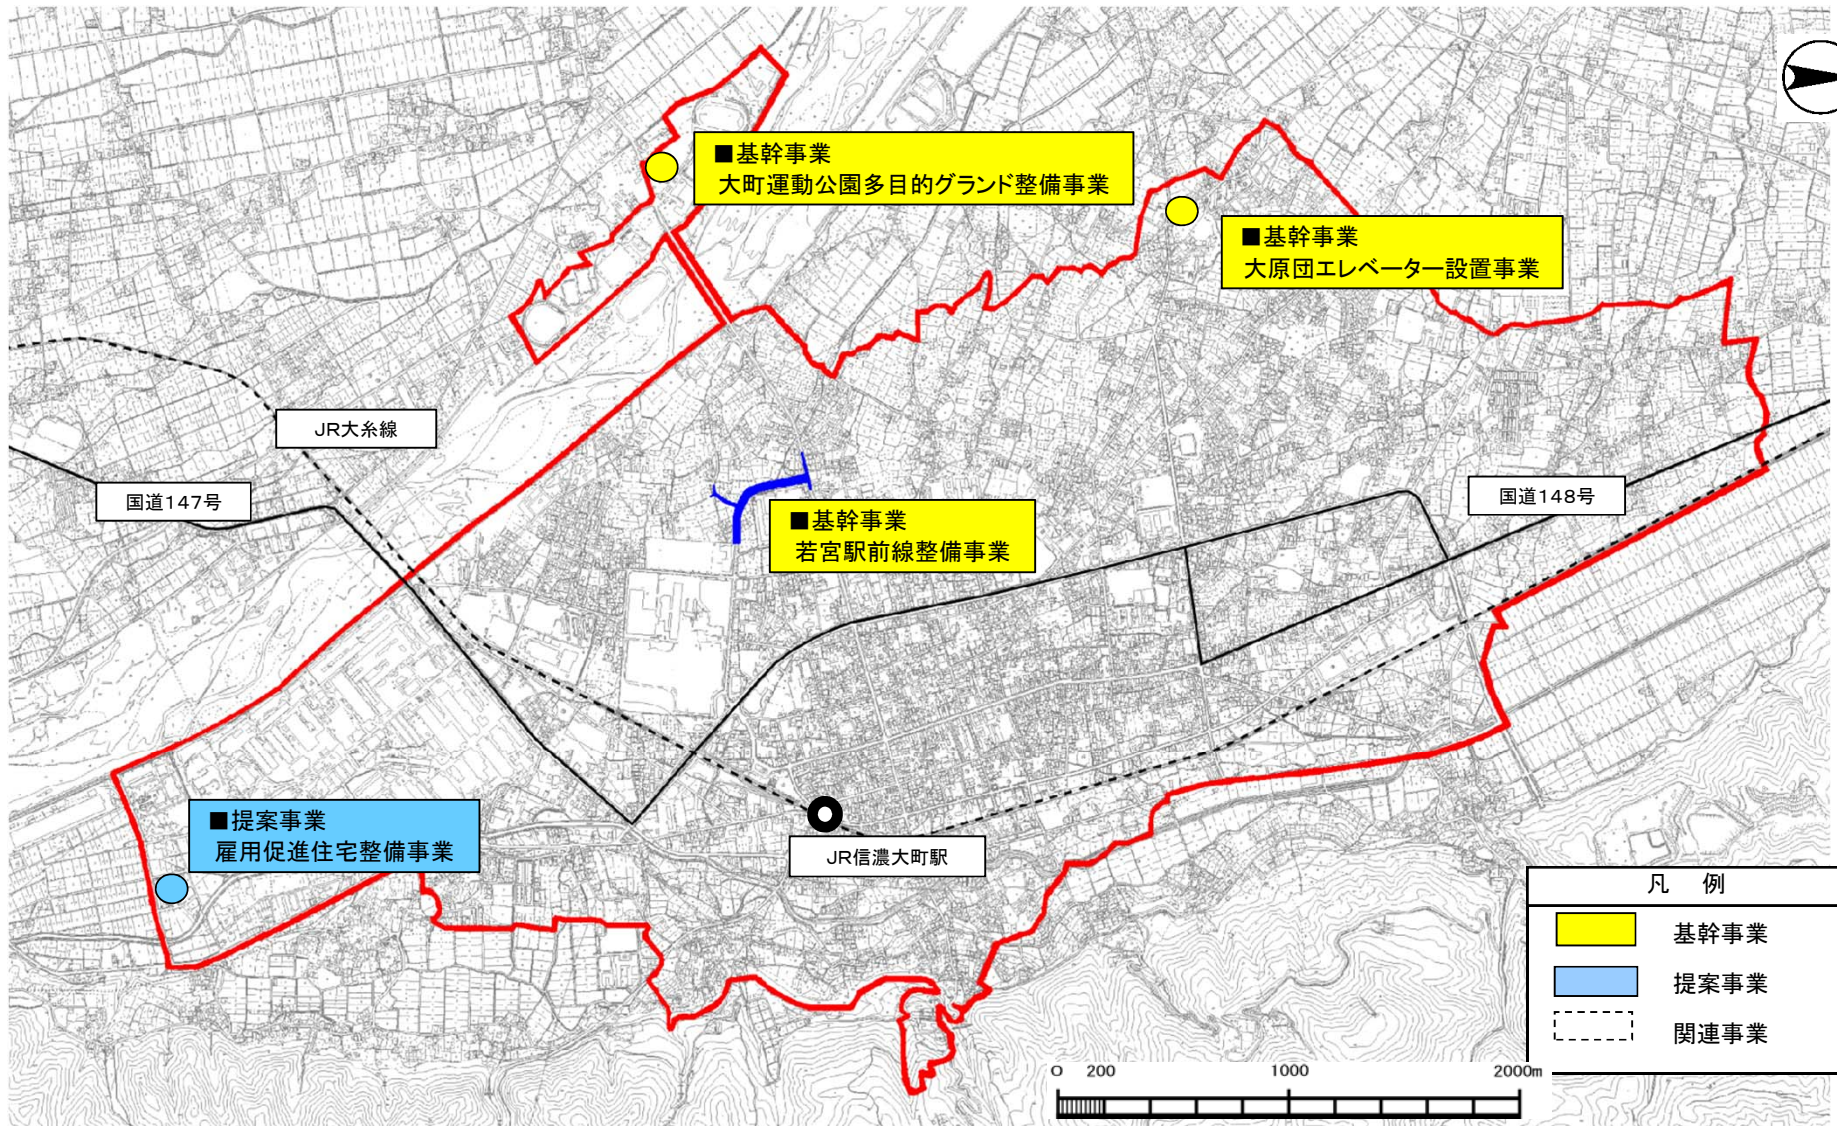 ■基幹事業
大町運動公園多目的グランド整備事業
■基幹事業
大原団エレベーター設置事業
JR大糸線
国道147号
国道148号
■基幹事業
若宮駅前線整備事業
■提案事業
雇用促進住宅整備事業
JR信濃大町駅
凡 例
基幹事業
提案事業
関連事業
0 200 1000 2000m